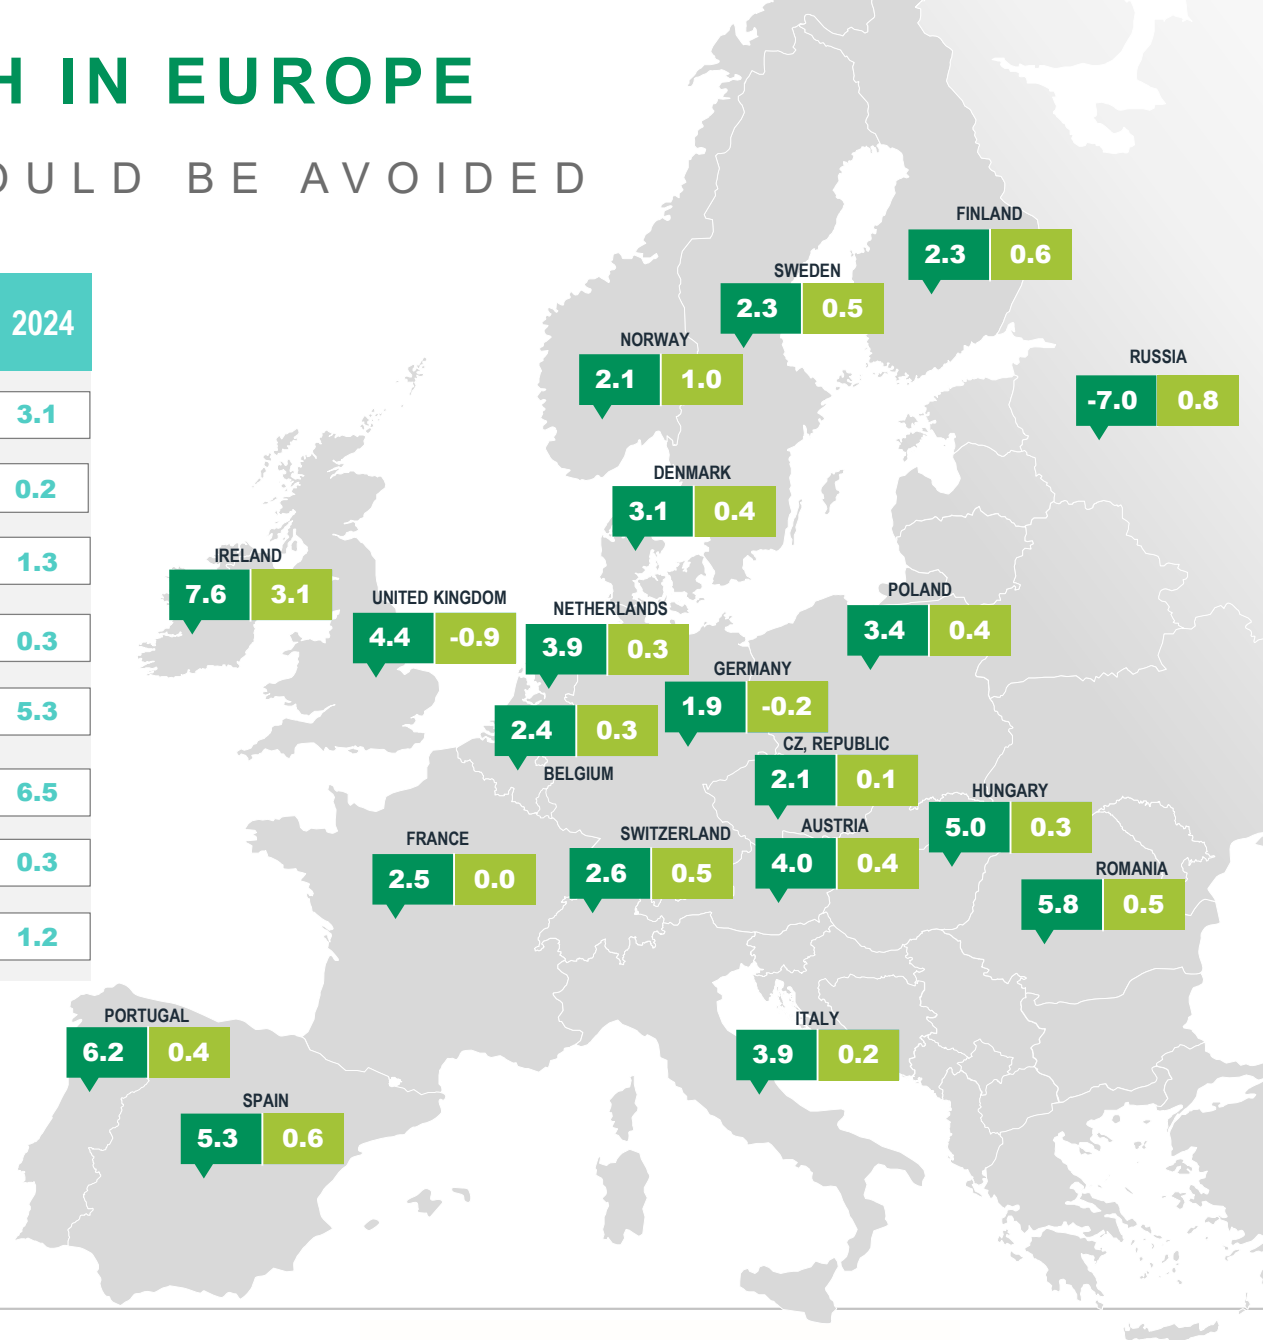 H IN EUROPE
OULD BE AVOIDED
2024
3.1
0.2
1.3
0.3
5.3
6.5
0.3
1.2
FINLAND
2.3 0.6
SWEDEN
2.3 0.5
NORWAY
2.1 1.0
RUSSIA
-7.0 0.8
DENMARK
3.1 0.4
IRELAND
7.6 3.1
UNITED KINGDOM
4.4 -0.9
NETHERLANDS
3.9 0.3
POLAND
3.4 0.4
GERMANY
1.9 -0.2
2.4 0.3
BELGIUM
CZ, REPUBLIC
2.1 0.1
HUNGARY
5.0 0.3
FRANCE
2.5 0.0
SWITZERLAND
2.6 0.5
AUSTRIA
4.0 0.4
ROMANIA
5.8 0.5
PORTUGAL
6.2 0.4
ITALY
3.9 0.2
SPAIN
5.3 0.6